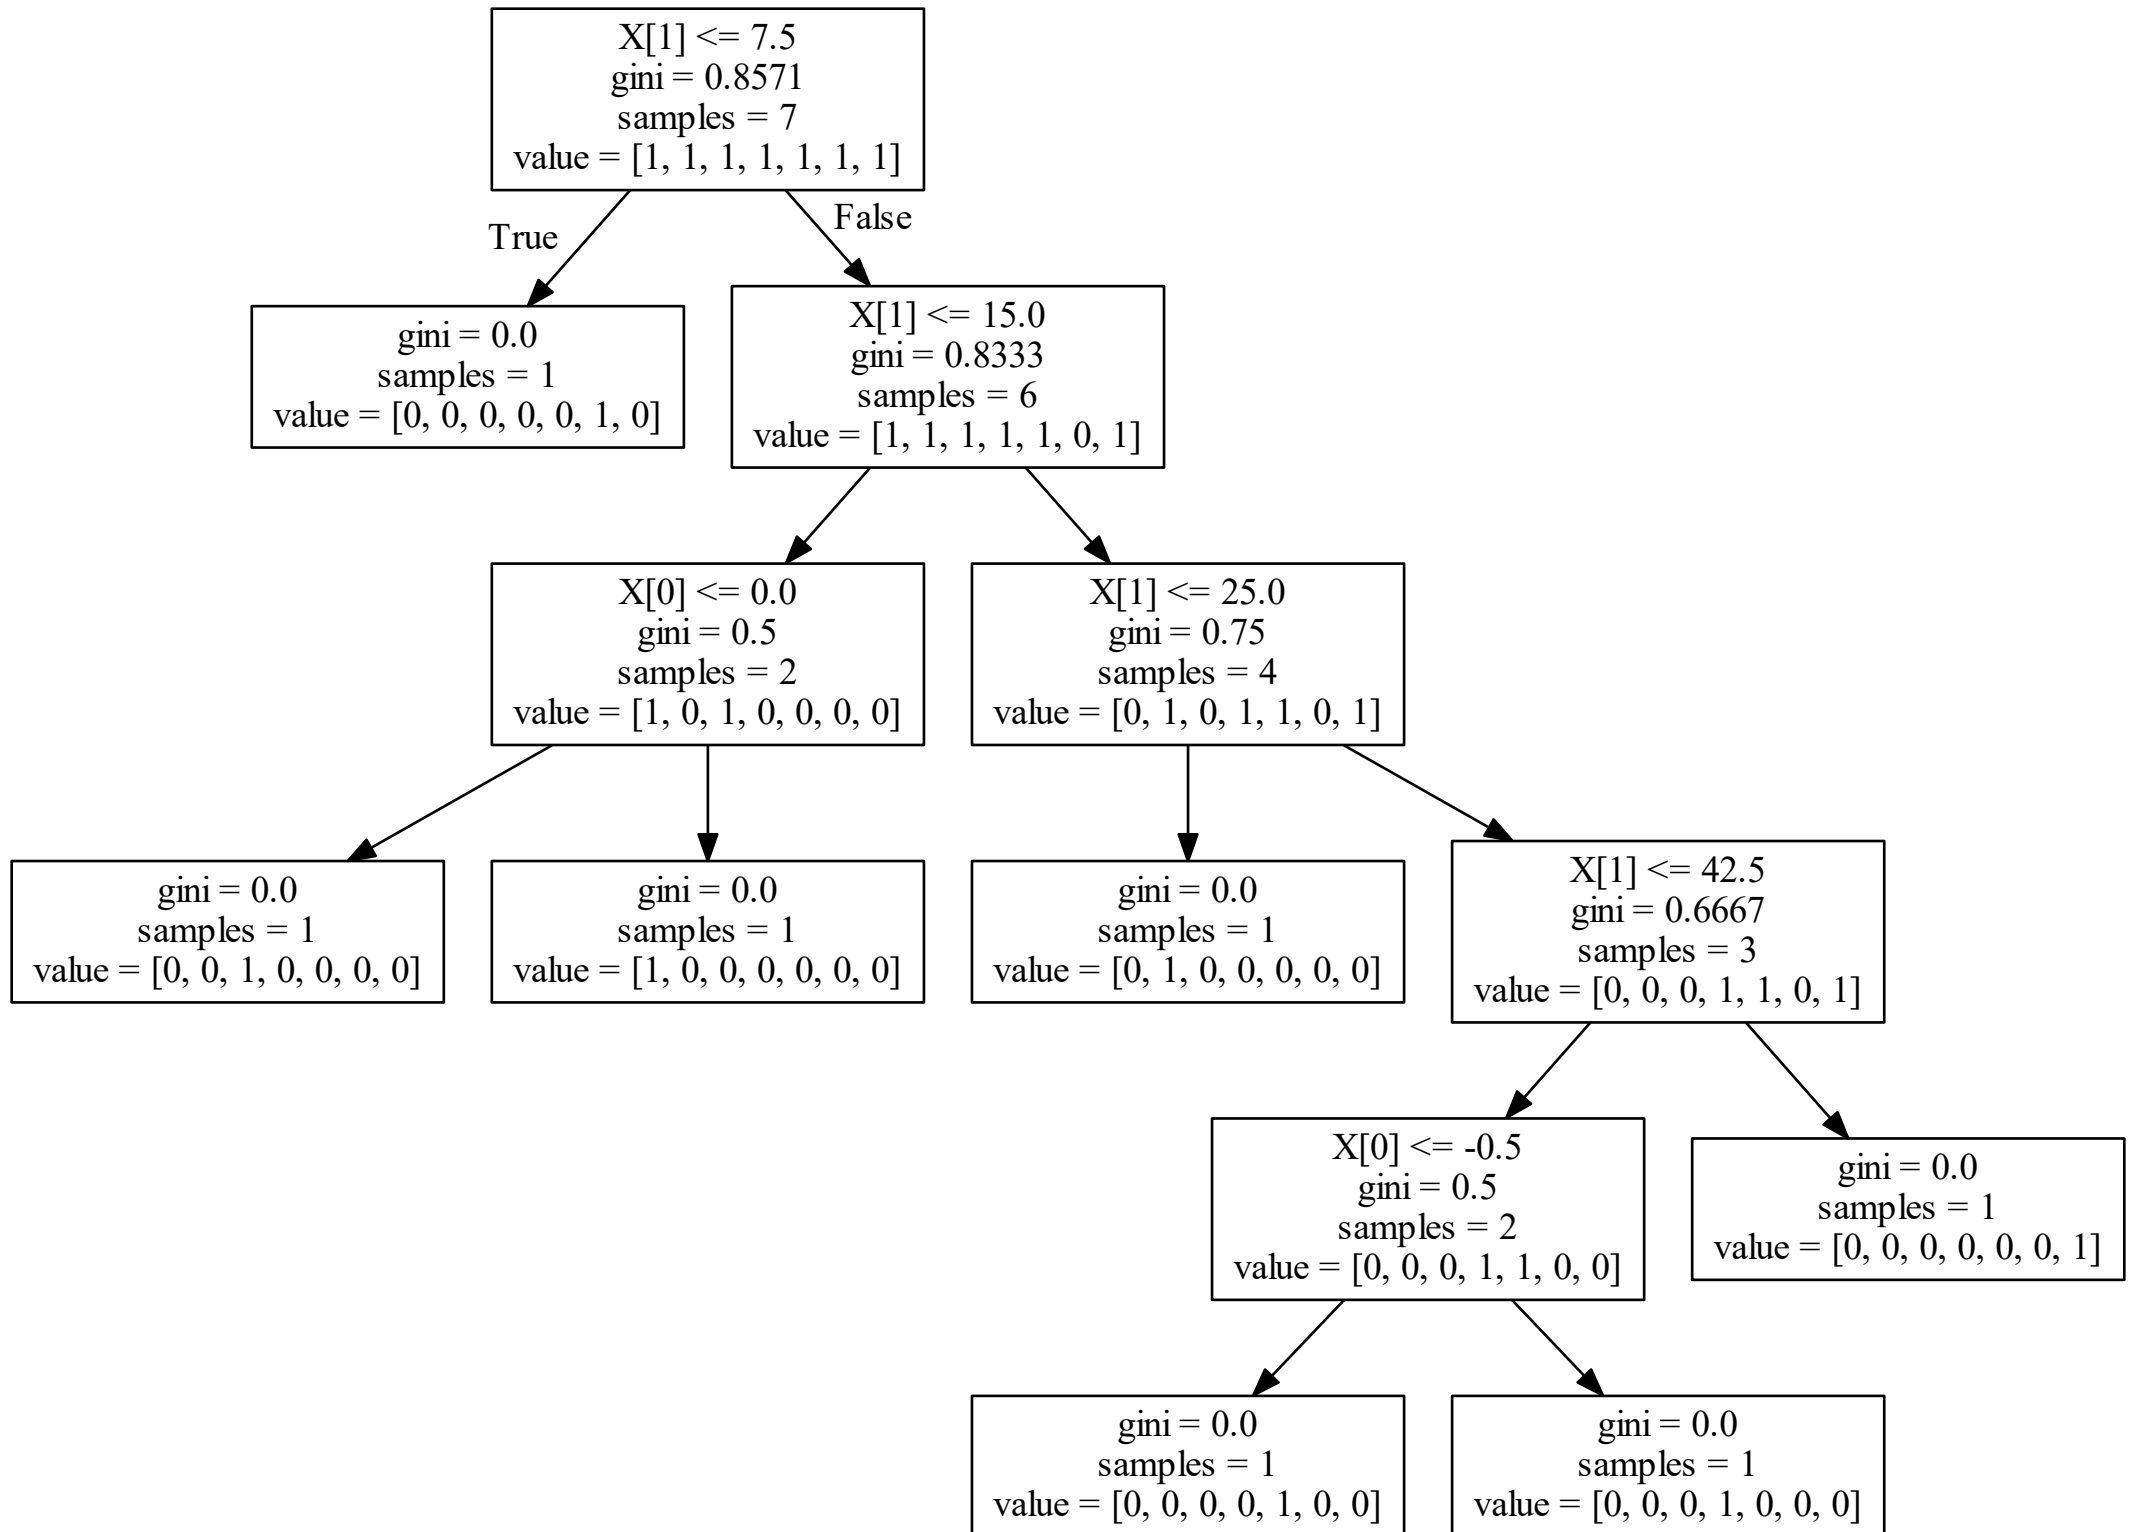 X[1] <= 7.5
gini = 0.8571
samples = 7
value = [1, 1, 1, 1, 1, 1, 1]
True
False
gini = 0.0
samples = 1
value = [0, 0, 0, 0, 0, 1, 0]
X[1] <= 15.0
gini = 0.8333
samples = 6
value = [1, 1, 1, 1, 1, 0, 1]
X[0] <= 0.0
gini = 0.5
samples = 2
value = [1, 0, 1, 0, 0, 0, 0]
X[1] <= 25.0
gini = 0.75
samples = 4
value = [0, 1, 0, 1, 1, 0, 1]
gini = 0.0
samples = 1
value = [0, 0, 1, 0, 0, 0, 0]
gini = 0.0
samples = 1
value = [1, 0, 0, 0, 0, 0, 0]
gini = 0.0
samples = 1
value = [0, 1, 0, 0, 0, 0, 0]
X[1] <= 42.5
gini = 0.6667
samples = 3
value = [0, 0, 0, 1, 1, 0, 1]
X[0] <= -0.5
gini = 0.5
samples = 2
value = [0, 0, 0, 1, 1, 0, 0]
gini = 0.0
samples = 1
value = [0, 0, 0, 0, 0, 0, 1]
gini = 0.0
samples = 1
value = [0, 0, 0, 0, 1, 0, 0]
gini = 0.0
samples = 1
value = [0, 0, 0, 1, 0, 0, 0]